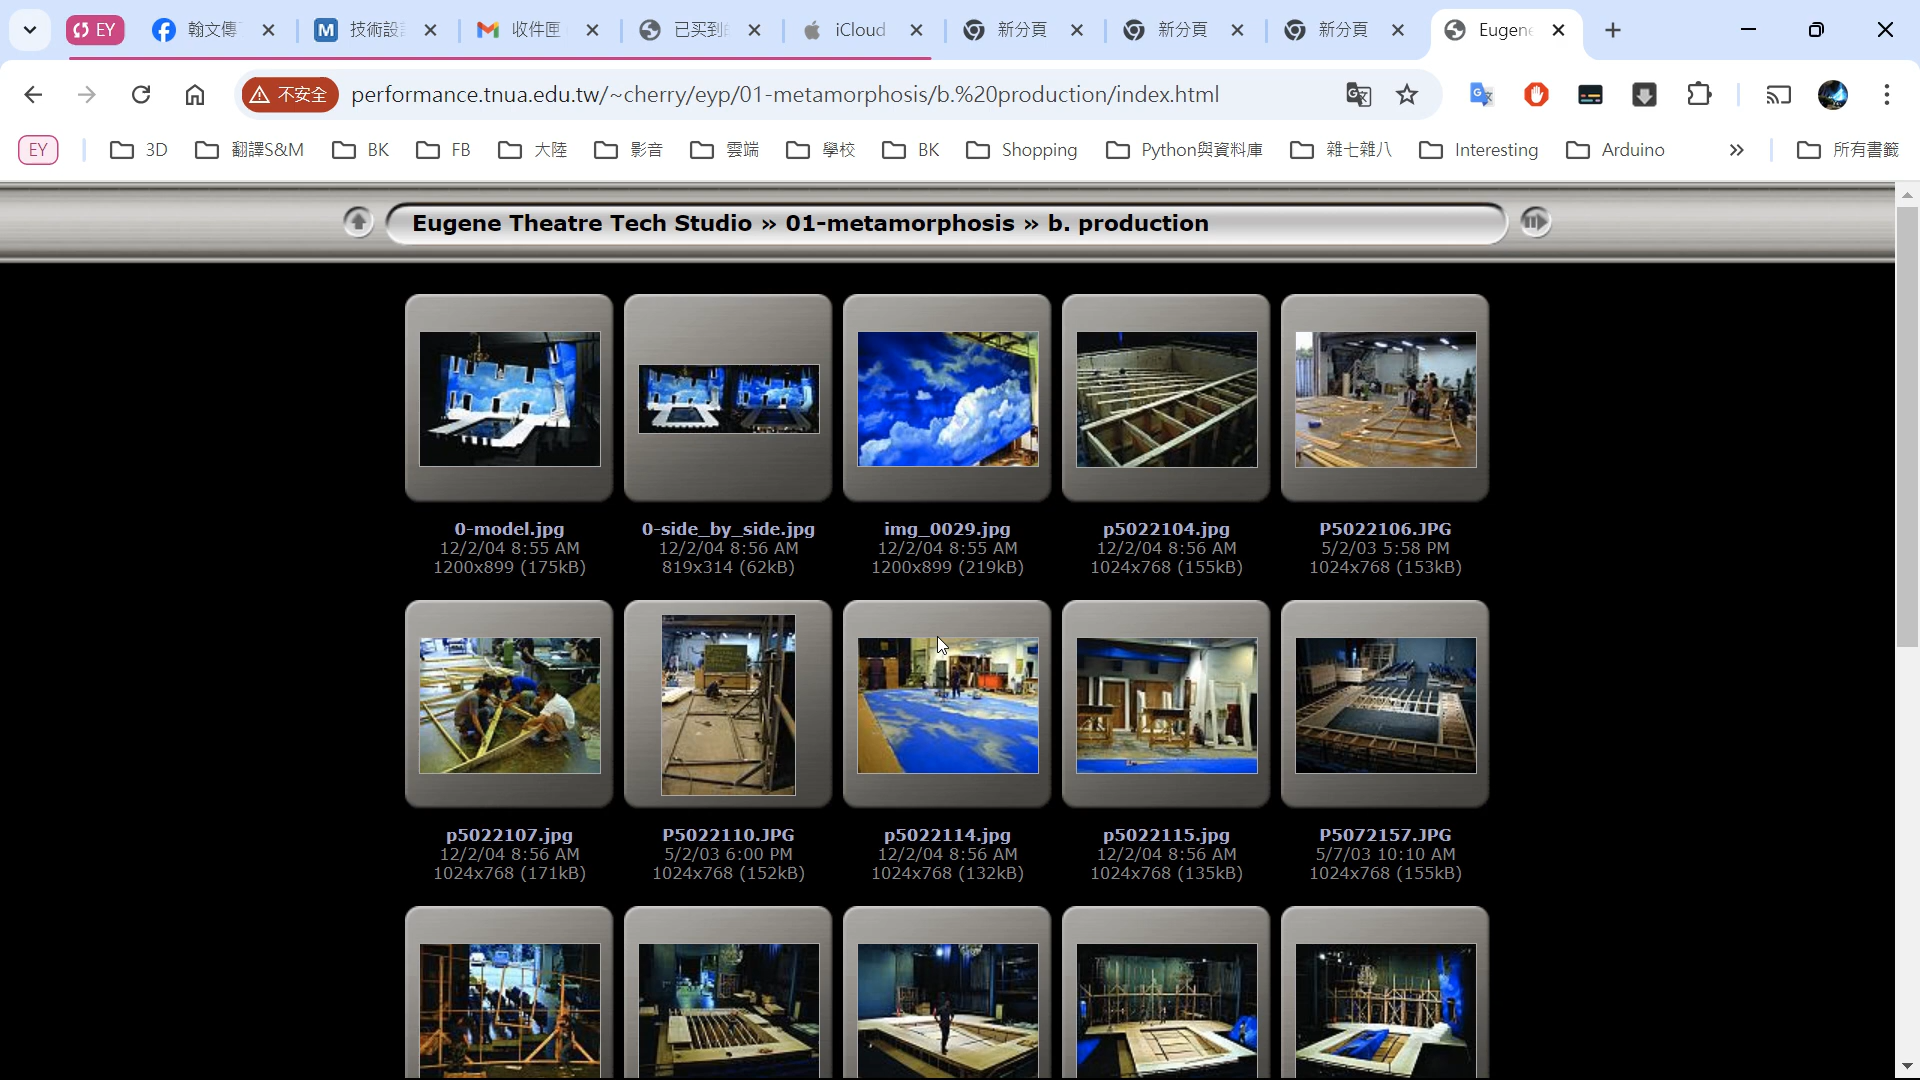 EY
翰文傳
技術設
收件匣
已买到
iCloud
新分頁
新分頁
新分頁
Eugene
不安全
performance.tnua.edu.tw/~cherry/eyp/01-metamorphosis/b.%20production/index.html
EY
3D
翻譯S&M
BK
FB
大陸
影音
雲端
學校
BK
Shopping
Python與資料庫
雜七雜八
Interesting
Arduino
»
所有書籤
Eugene Theatre Tech Studio » 01-metamorphosis » b. production
0-model.jpg
12/2/04 8:55 AM
1200x899 (175kB)
0-side_by_side.jpg
12/2/04 8:56 AM
819x314 (62kB)
img_0029.jpg
12/2/04 8:55 AM
1200x899 (219kB)
p5022104.jpg
12/2/04 8:56 AM
1024x768 (155kB)
P5022106.JPG
5/2/03 5:58 PM
1024x768 (153kB)
p5022107.jpg
12/2/04 8:56 AM
1024x768 (171kB)
P5022110.JPG
5/2/03 6:00 PM
1024x768 (152kB)
p5022114.jpg
12/2/04 8:56 AM
1024x768 (132kB)
p5022115.jpg
12/2/04 8:56 AM
1024x768 (135kB)
P5072157.JPG
5/7/03 10:10 AM
1024x768 (155kB)